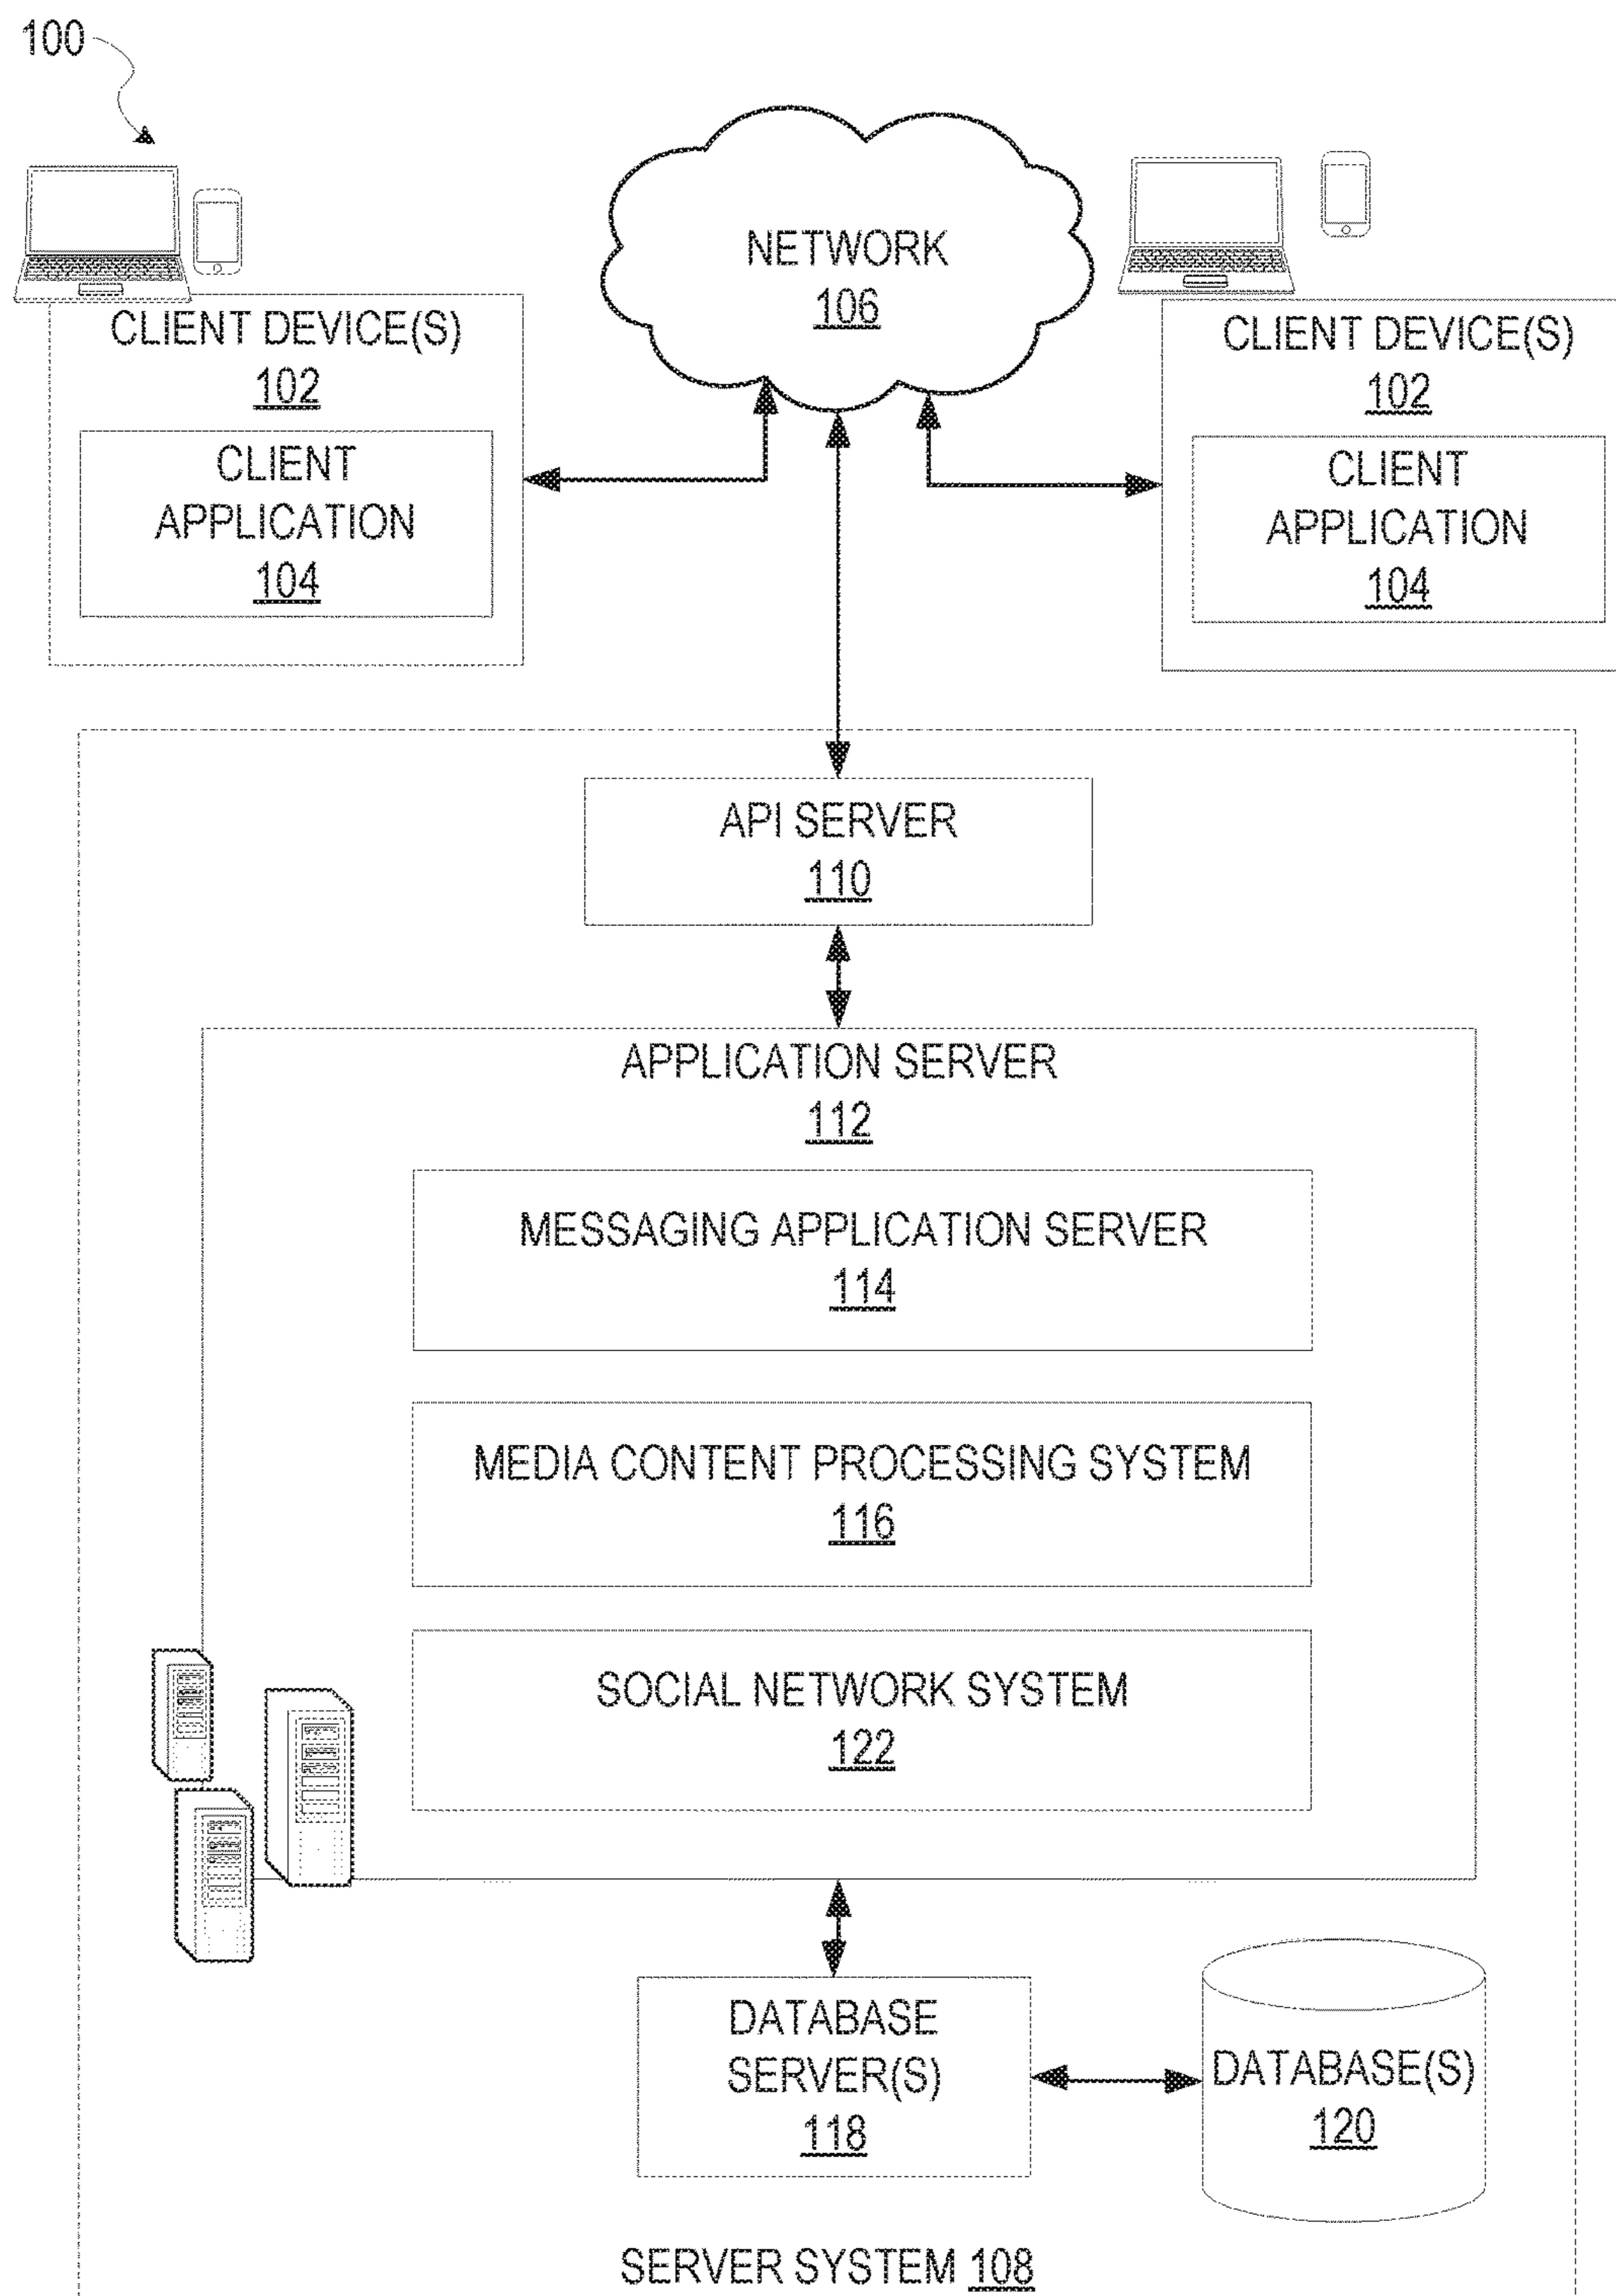 100
NETWORK
106
CLIENT DEVICE(S)
102
CLIENT
APPLICATION
104
CLIENT DEVICE(S)
102
CLIENT
APPLICATION
104
API SERVER
110
APPLICATION SERVER
112
MESSAGING APPLICATION SERVER
114
MEDIA CONTENT PROCESSING SYSTEM
116
SOCIAL NETWORK SYSTEM
122
DATABASE
SERVER(S)
118
DATABASE(S)
120
SERVER SYSTEM 108